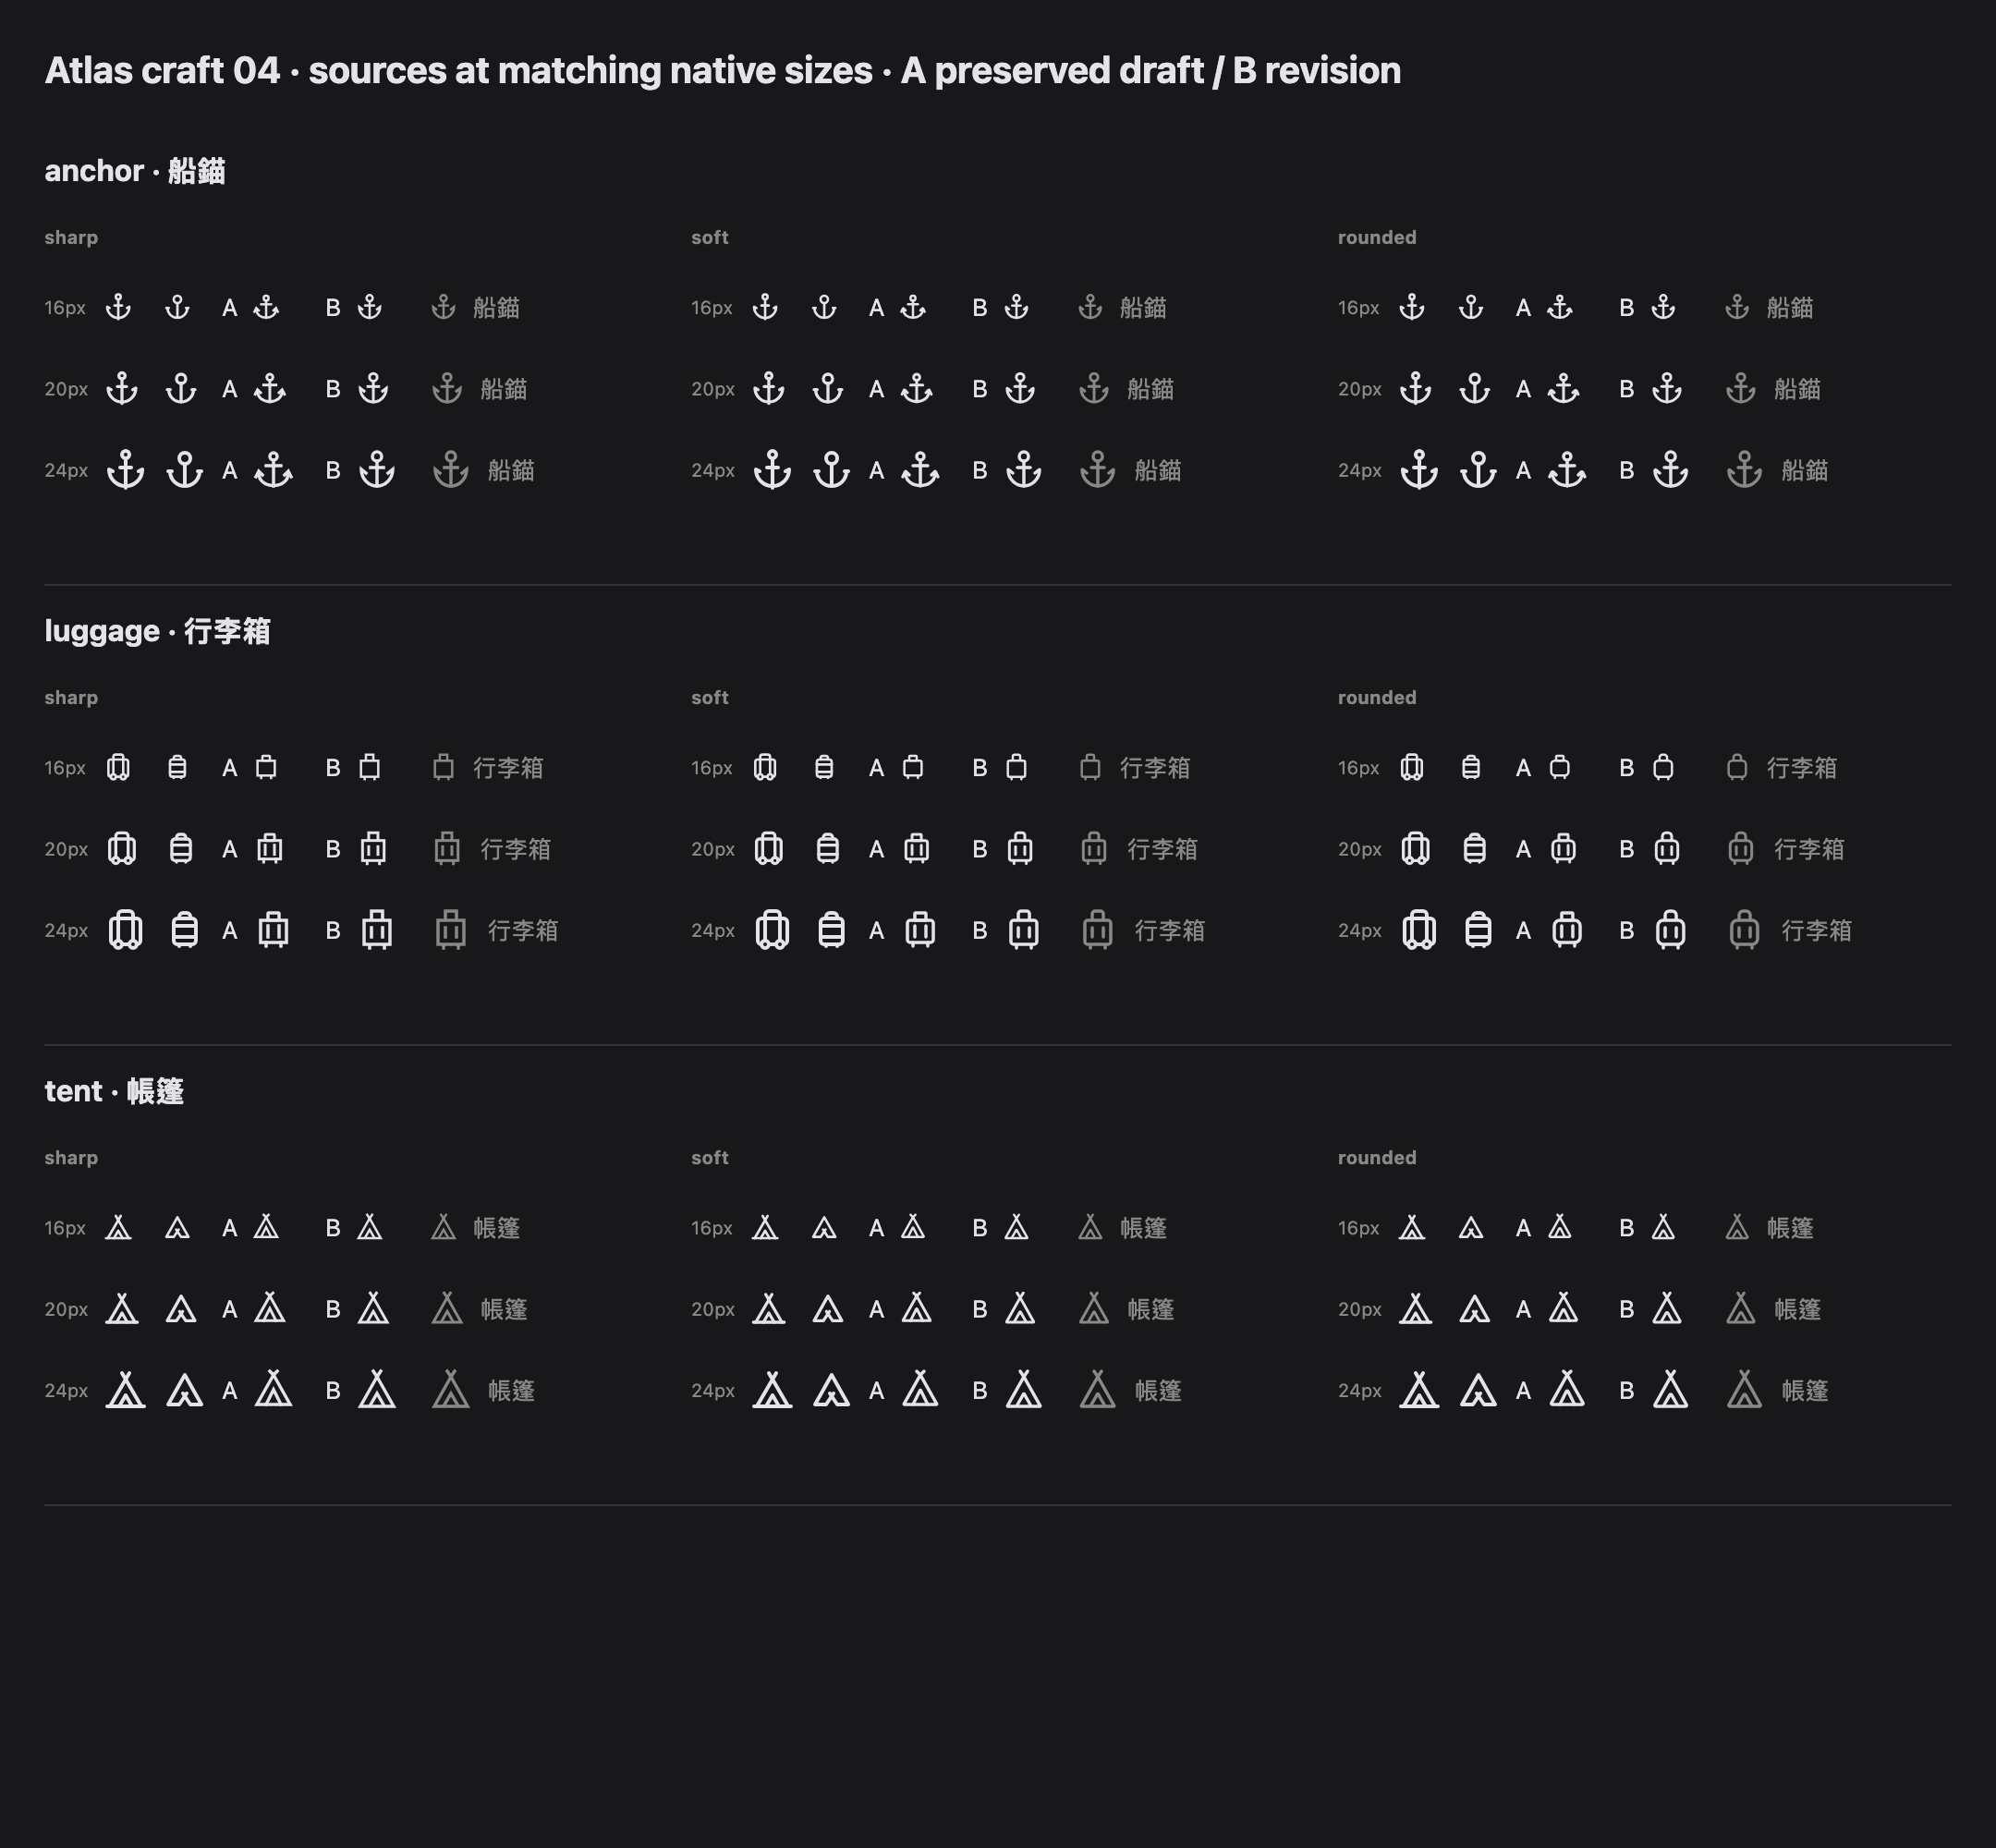 Atlas craft 04 · sources at matching native sizes · A preserved draft / B revision
anchor · 船錨
sharp soft rounded
16px A B 船錨 16px A B 船錨 16px A B 船錨
20px A B 船錨 20px A B 船錨 20px A B 船錨
24px A B 船錨 24px A B 船錨 24px A B 船錨
luggage · 行李箱
sharp soft rounded
16px A B 行李箱 16px A B 行李箱 16px A B 行李箱
20px A B 行李箱 20px A B 行李箱 20px A B 行李箱
24px A B 行李箱 24px A B 行李箱 24px A B 行李箱
tent · 帳篷
sharp soft rounded
16px A B 帳篷 16px A B 帳篷 16px A B 帳篷
20px A B 帳篷 20px A B 帳篷 20px A B 帳篷
24px A B 帳篷 24px A B 帳篷 24px A B 帳篷